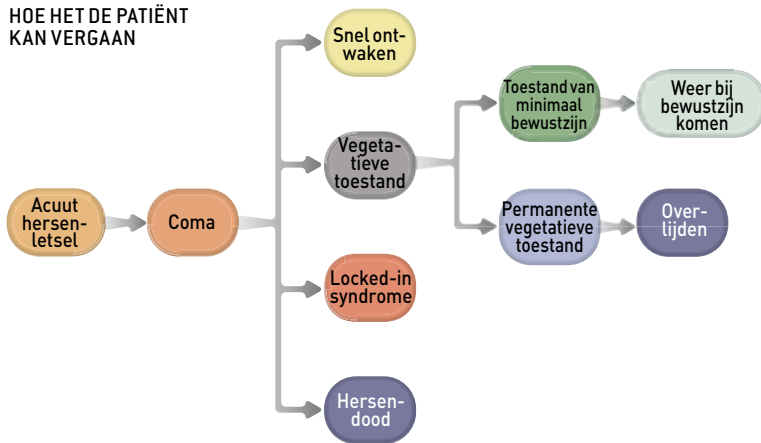 HOE HET DE PATIËNT
KAN VERGAAN
Acuut
hersen-
letsel
Coma
Snel ont-
waken
Vegeta-
tieve
toestand
Locked-in
syndrome
Hersen-
dood
Toestand van
minimaal
bewustzijn
Weer bij
bewustzijn
komen
Permanente
vegetatieve
toestand
Over-
lijden